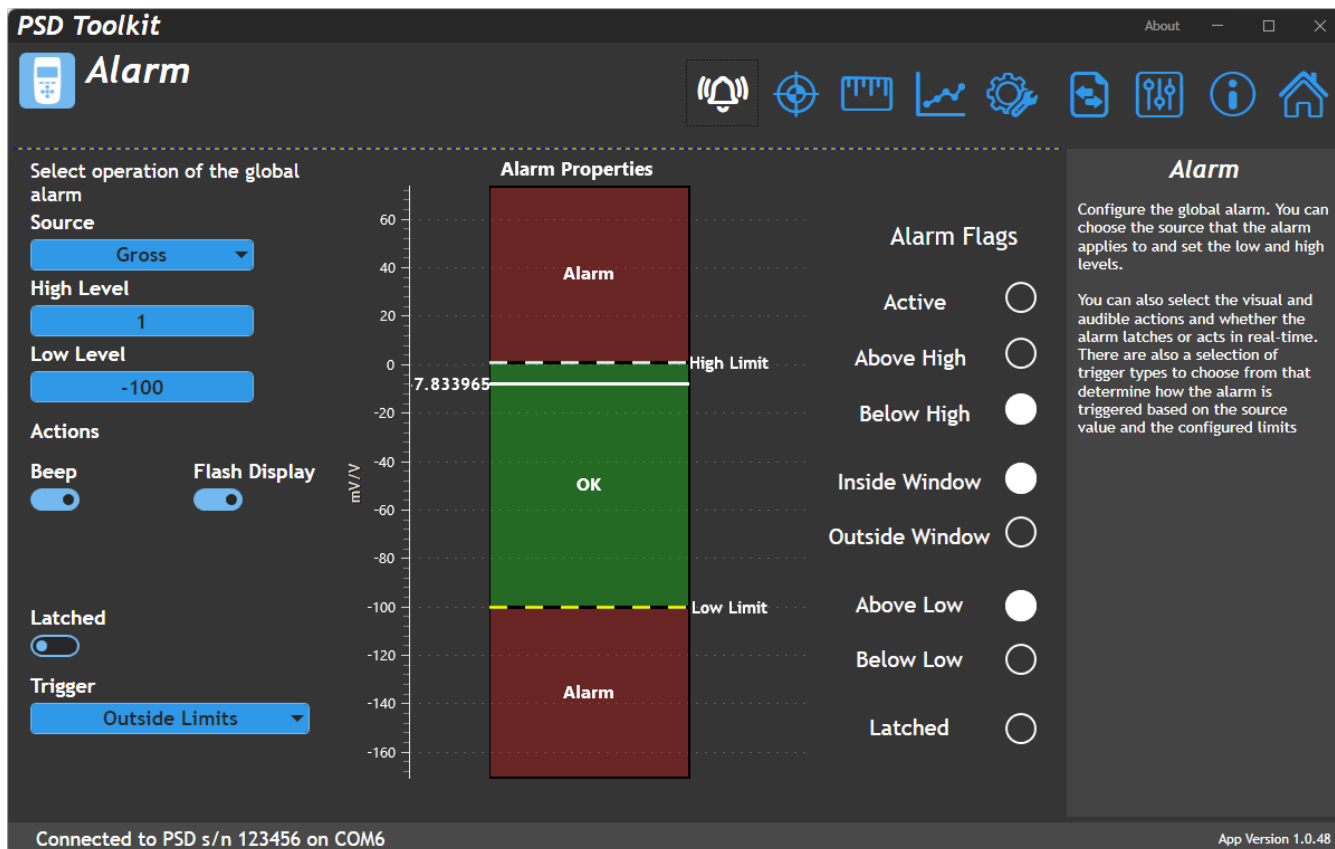 PSD Toolkit
About
Alarm
Select operation of the global
alarm
Source
Gross
High Level
1
Low Level
-100
Actions
Beep
Flash Display
Latched
Trigger
Outside Limits
Alarm Properties
60
40
20
0
-20
-40
-60
-80
-100
-120
-140
-160
mV/V
7.833965
Alarm
High Limit
OK
Low Limit
Alarm
Alarm Flags
Active
Above High
Below High
Inside Window
Outside Window
Above Low
Below Low
Latched
Alarm
Configure the global alarm. You can
choose the source that the alarm
applies to and set the low and high
levels.
You can also select the visual and
audible actions and whether the
alarm latches or acts in real-time.
There are also a selection of
trigger types to choose from that
determine how the alarm is
triggered based on the source
value and the configured limits
Connected to PSD s/n 123456 on COM6
App Version 1.0.48